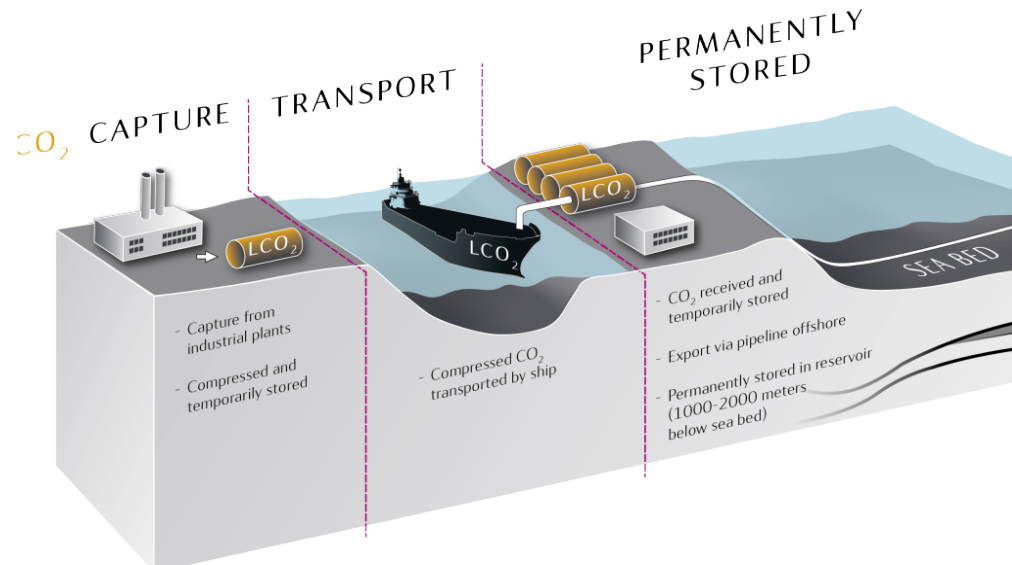 CO₂ CAPTURE
TRANSPORT
PERMANENTLY
STORED
LCO₂
LCO₂
LCO₂
SEA BED
- Capture from
industrial plants
- Compressed and
temporarily stored
- Compressed CO₂
transported by ship
- CO₂ received and
temporarily stored
- Export via pipeline offshore
- Permanently stored in reservoir
(1000-2000 meters
below sea bed)